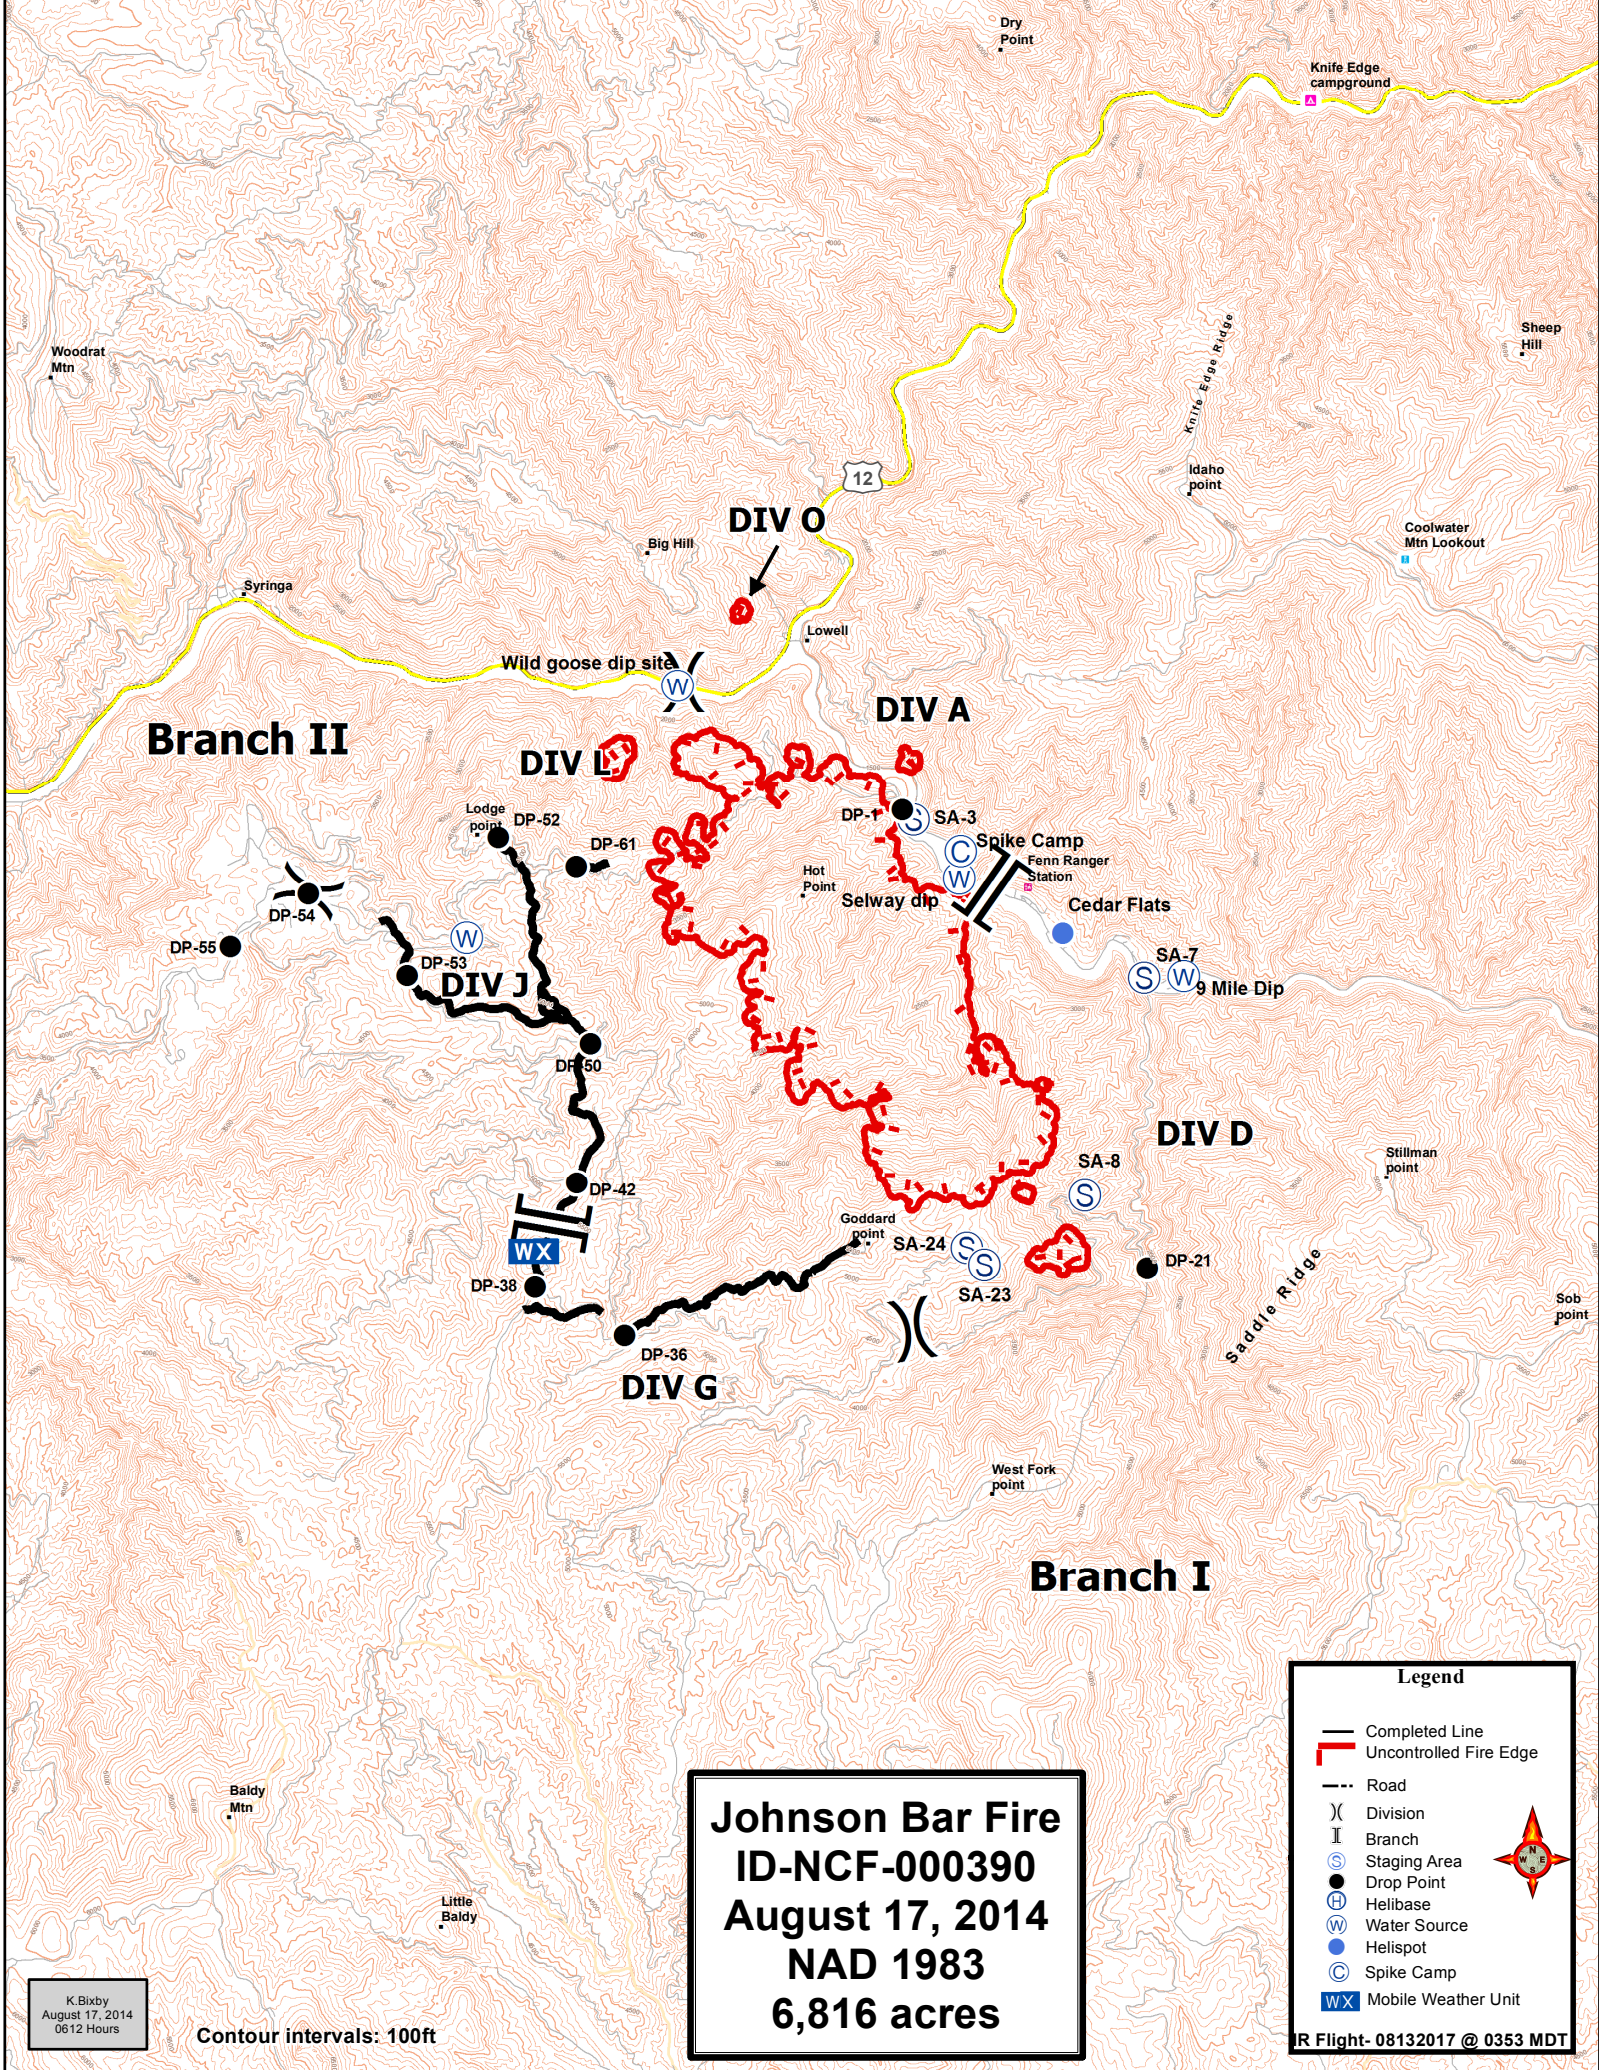 Dry
Point
Knife Edge
campground
Sheep
Hill
Woodrat
Mtn
Knife Edge Ridge
Idaho
point
12
DIV O
Big Hill
Coolwater
Mtn Lookout
Syringa
Lowell
Wild goose dip site
W
DIV A
Branch II
DIV L
Lodge
point
DP-52
DP-1
S
SA-3
DP-61
C
Spike Camp
Fenn Ranger
Station
W
Hot
Point
Selway dip
Cedar Flats
DP-54
DP-55
W
DP-53
DIV J
SA-7
S
W
9 Mile Dip
DP-50
DIV D
SA-8
S
Stillman
point
DP-42
Goddard
point
SA-24
S
S
SA-23
WX
DP-38
DP-21
Saddle Ridge
Sob
point
DP-36
DIV G
West Fork
point
Branch I
Baldy
Mtn
Little
Baldy
Legend
Completed Line
Uncontrolled Fire Edge
Road
Division
Branch
S Staging Area
Drop Point
H Helibase
W Water Source
Helispot
C Spike Camp
WX Mobile Weather Unit
N
W E
S
IR Flight- 08132017 @ 0353 MDT
Johnson Bar Fire
ID-NCF-000390
August 17, 2014
NAD 1983
6,816 acres
K.Bixby
August 17, 2014
0612 Hours
Contour intervals: 100ft